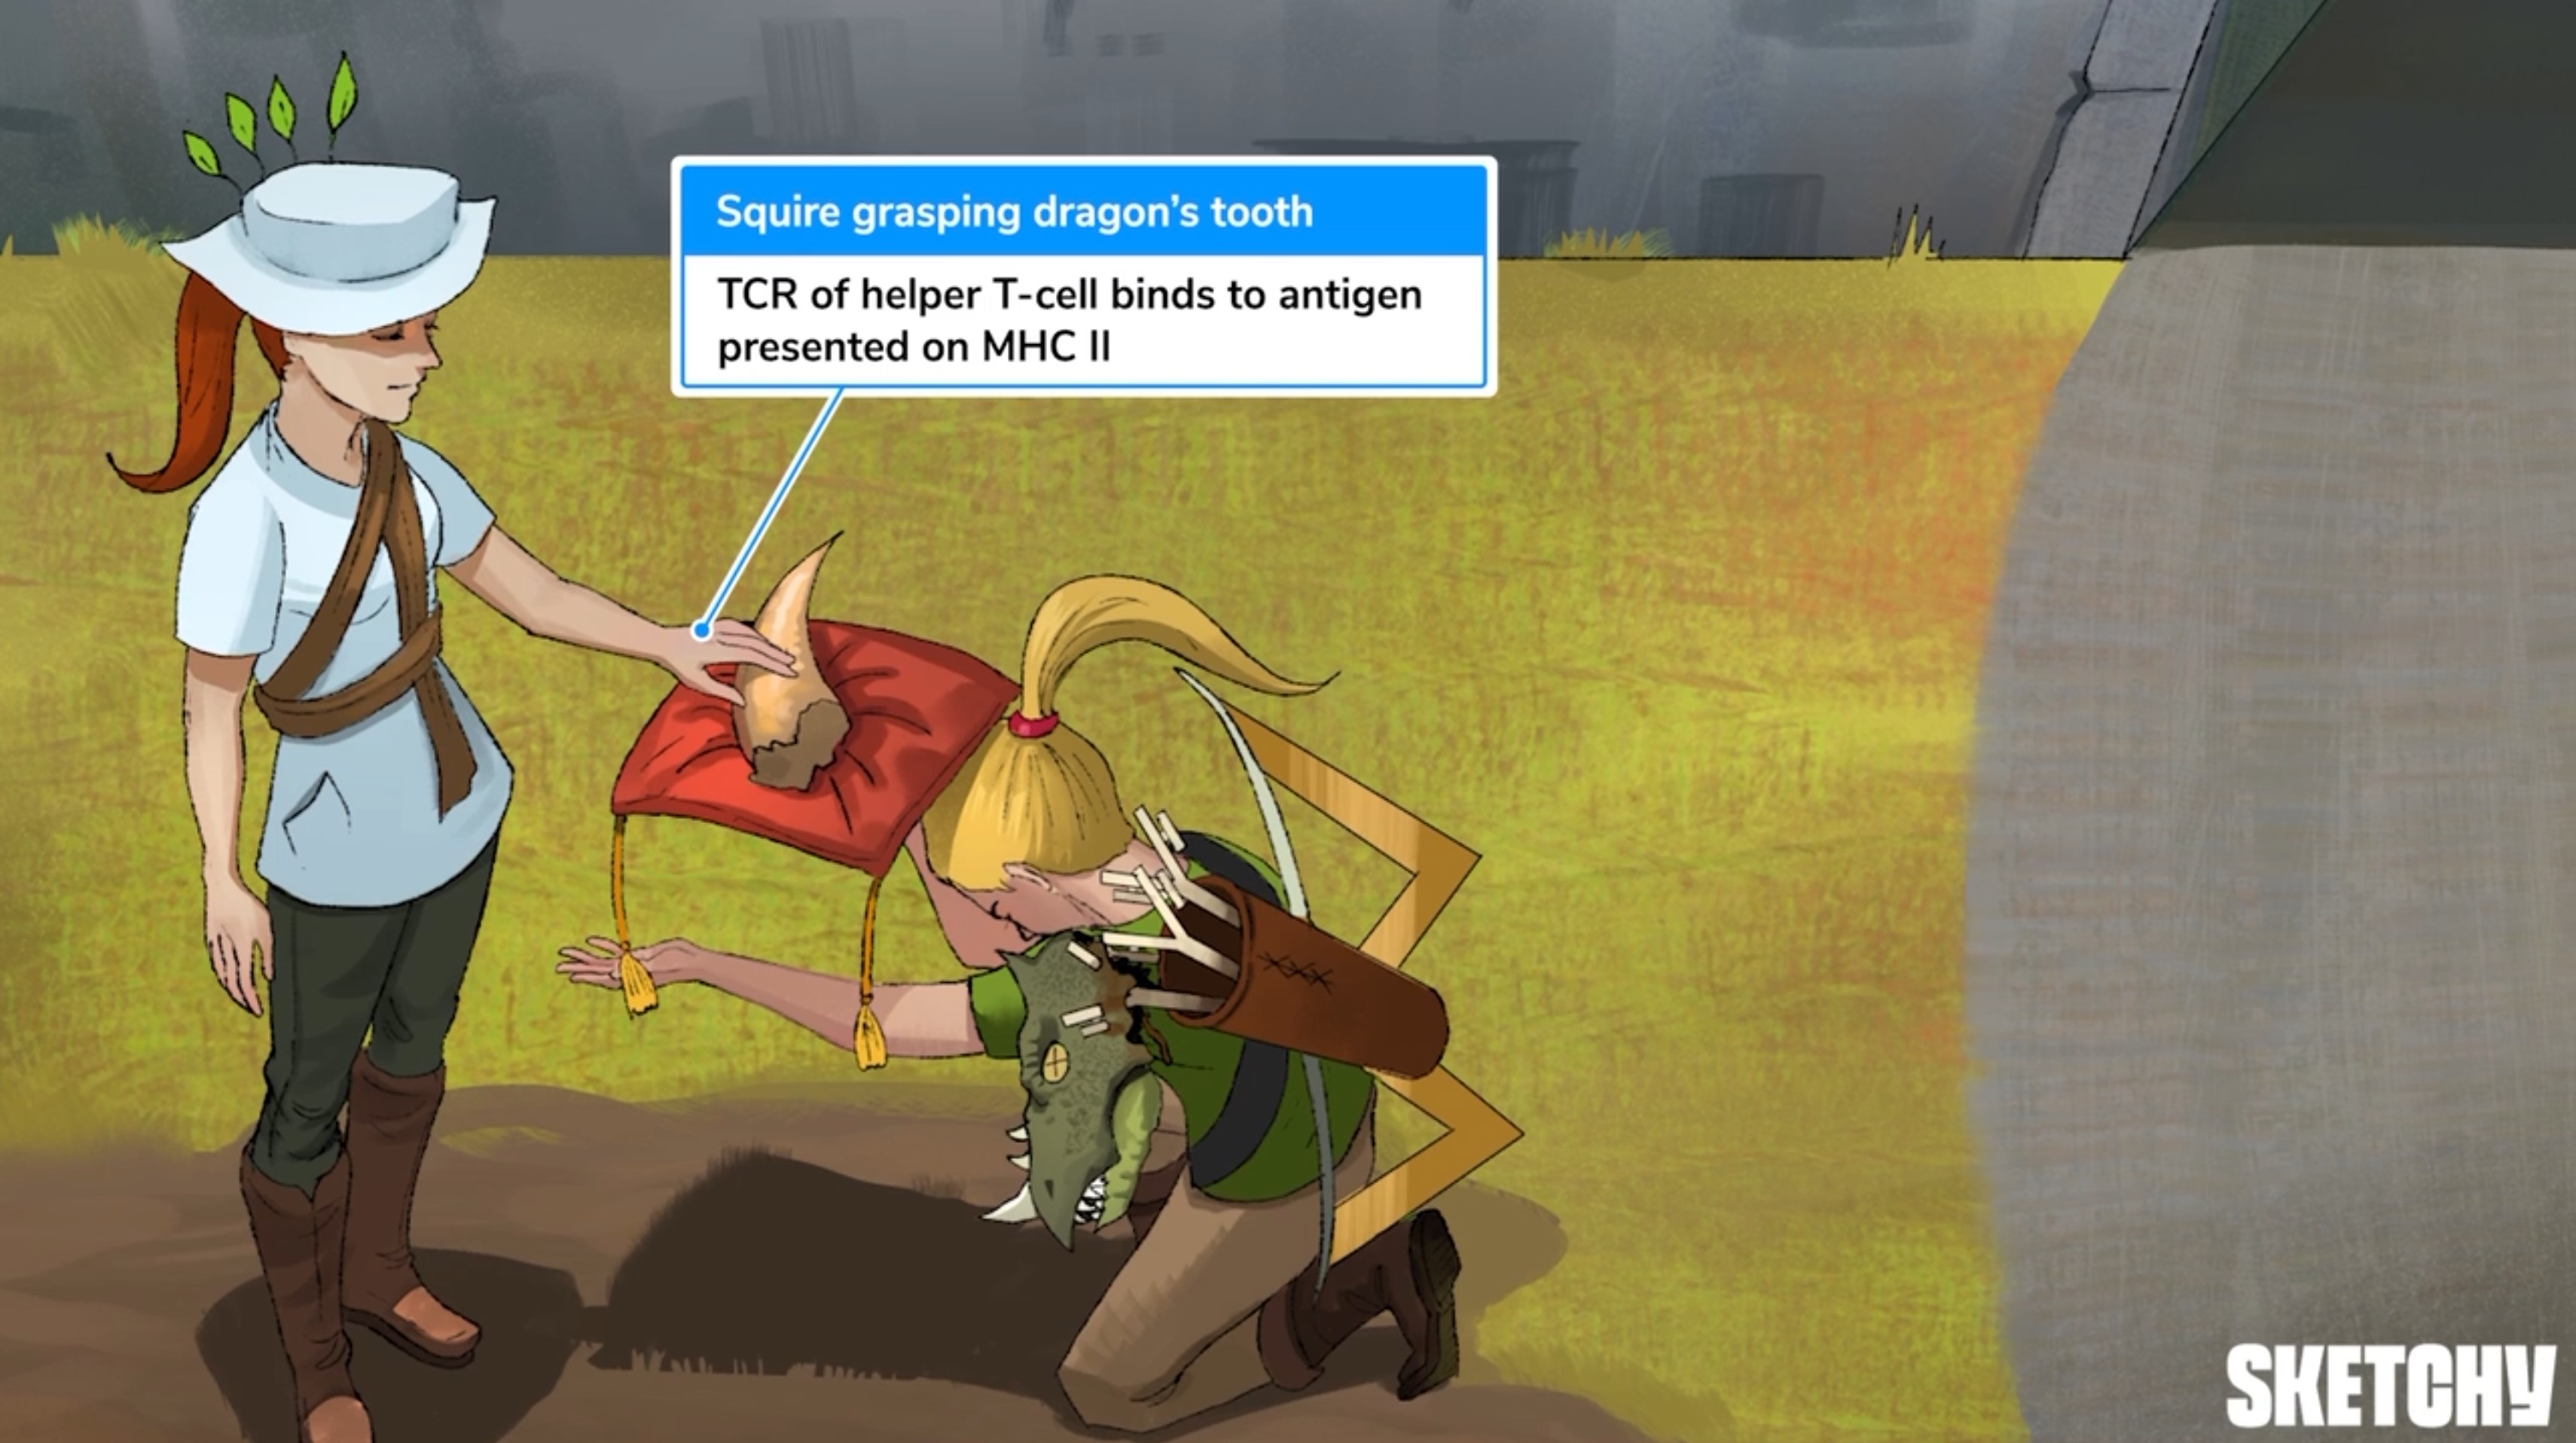 Squire grasping dragon’s tooth
TCR of helper T-cell binds to antigen
presented on MHC II
SKETCHY